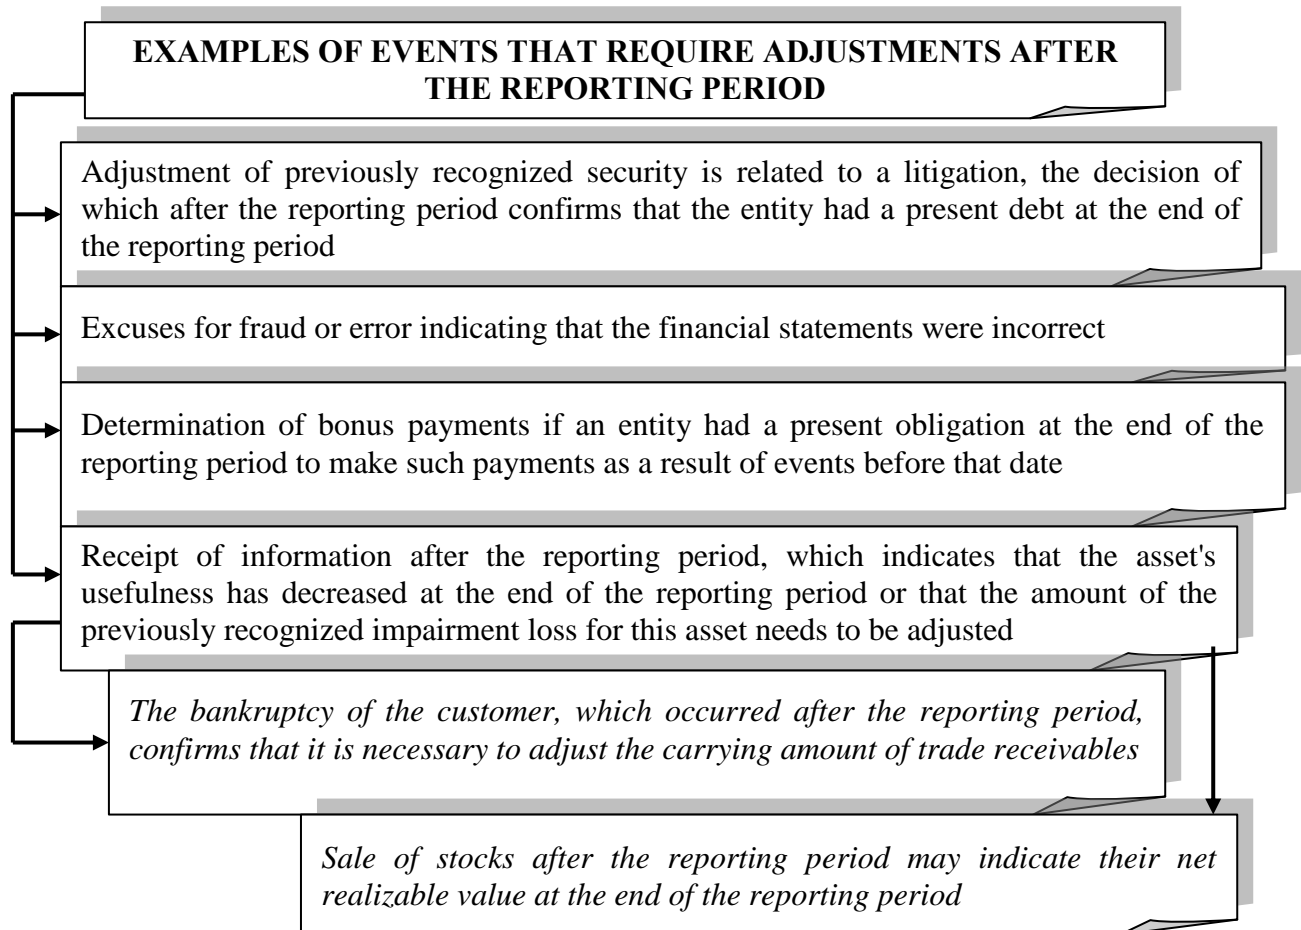 EXAMPLES OF EVENTS THAT REQUIRE ADJUSTMENTS AFTER
THE REPORTING PERIOD
Adjustment of previously recognized security is related to a litigation, the decision of
which after the reporting period confirms that the entity had a present debt at the end of
the reporting period
Excuses for fraud or error indicating that the financial statements were incorrect
Determination of bonus payments if an entity had a present obligation at the end of the
reporting period to make such payments as a result of events before that date
Receipt of information after the reporting period, which indicates that the asset's
usefulness has decreased at the end of the reporting period or that the amount of the
previously recognized impairment loss for this asset needs to be adjusted
The bankruptcy of the customer, which occurred after the reporting period,
confirms that it is necessary to adjust the carrying amount of trade receivables
Sale of stocks after the reporting period may indicate their net
realizable value at the end of the reporting period